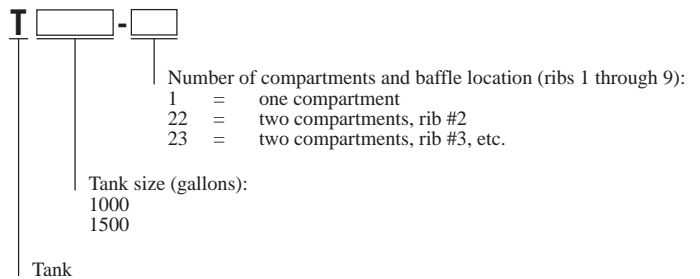 T -
Number of compartments and baffle location (ribs 1 through 9):
1 = one compartment
22 = two compartments, rib #2
23 = two compartments, rib #3, etc.
Tank size (gallons):
1000
1500
Tank